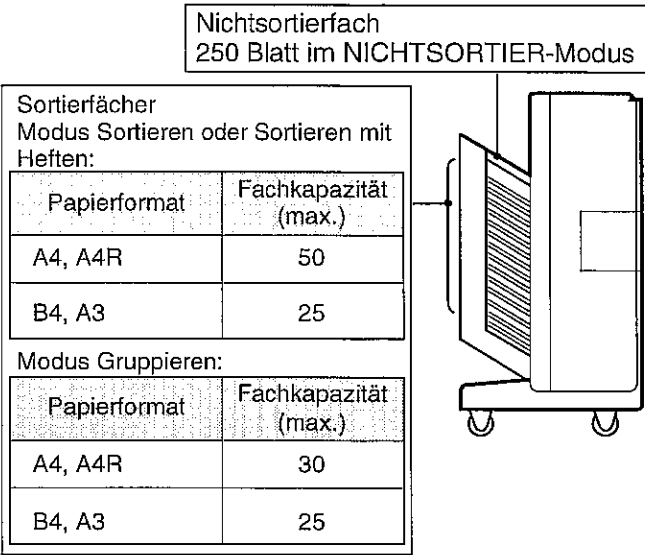 Nichtsortierfach
250 Blatt im NICHTSORTIER-Modus
Sortierfächer
Modus Sortieren oder Sortieren mit
Heften:
Papierformat Fachkapazität
(max.)
A4, A4R 50
B4, A3 25
Modus Gruppieren:
Papierformat Fachkapazität
(max.)
A4, A4R 30
B4, A3 25